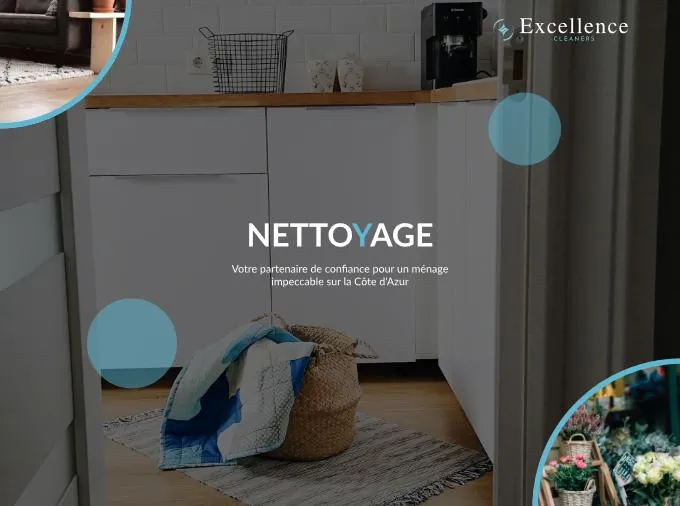 Excellence
CLEANERS
NETTOYAGE
Votre partenaire de confiance pour un ménage
impeccable sur la Côte d'Azur